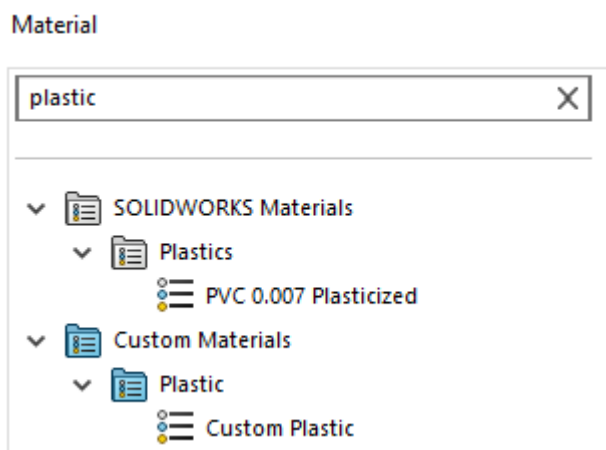 Material
plastic
SOLIDWORKS Materials
Plastics
PVC 0.007 Plasticized
Custom Materials
Plastic
Custom Plastic